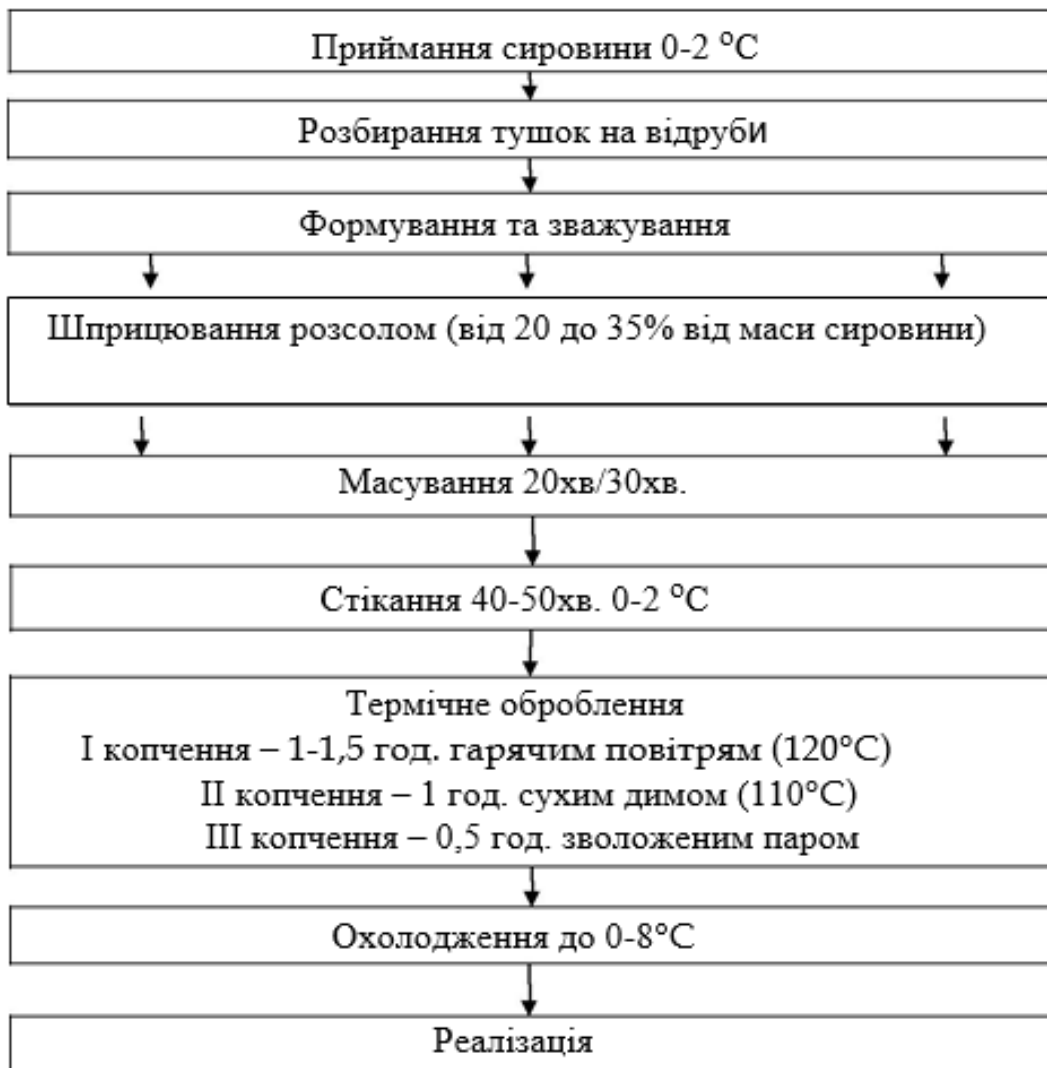 Приймання сировини 0-2 °С
Розбирання тушок на відруби
Формування та зважування
Шприцювання розсолом (від 20 до 35% від маси сировини)
Масування 20хв/30хв.
Стікання 40-50хв. 0-2 °С
Термічне оброблення
І копчення – 1-1,5 год. гарячим повітрям (120°С)
ІІ копчення – 1 год. сухим димом (110°С)
ІІІ копчення – 0,5 год. зволоженим паром
Охолодження до 0-8°С
Реалізація